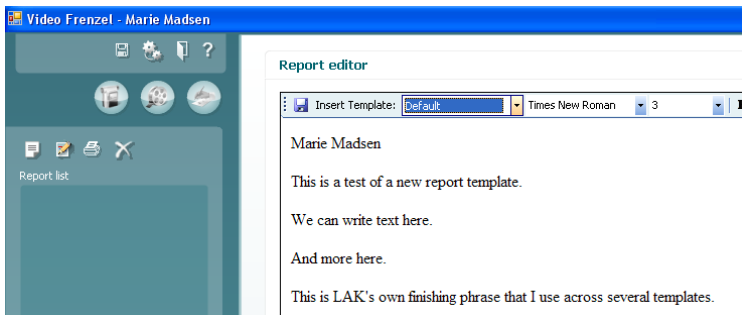 Video Frenzel - Marie Madsen
?
Report editor
Insert Template: Default Times New Roman 3
Marie Madsen
Report list
This is a test of a new report template.
We can write text here.
And more here.
This is LAK's own finishing phrase that I use across several templates.